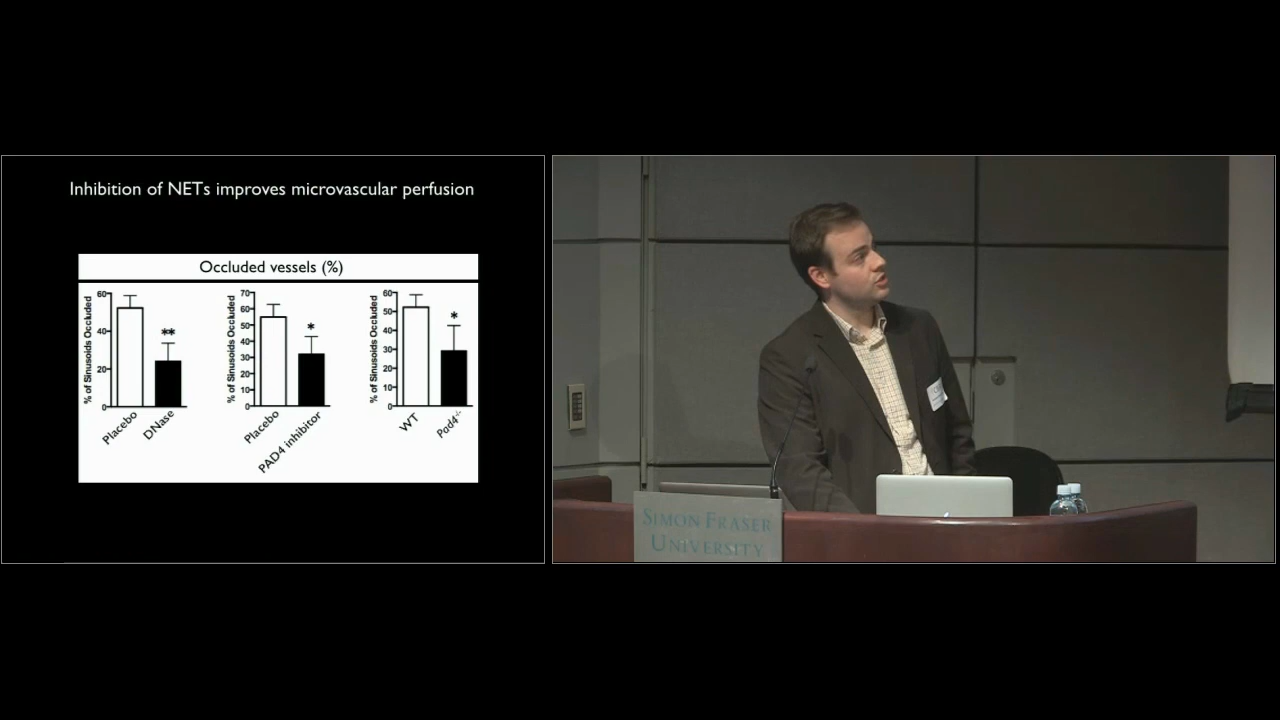 Inhibition of NETs improves microvascular perfusion
Occluded vessels (%)
% of Sinusoids Occluded
60
40
20
0
**
Placebo
DNase
% of Sinusoids Occluded
70
60
50
40
30
20
10
0
*
Placebo
PAD4 inhibitor
% of Sinusoids Occluded
60
50
40
30
20
10
0
*
WT
Pad4-/-
SIMON FRASER
UNIVERSITY